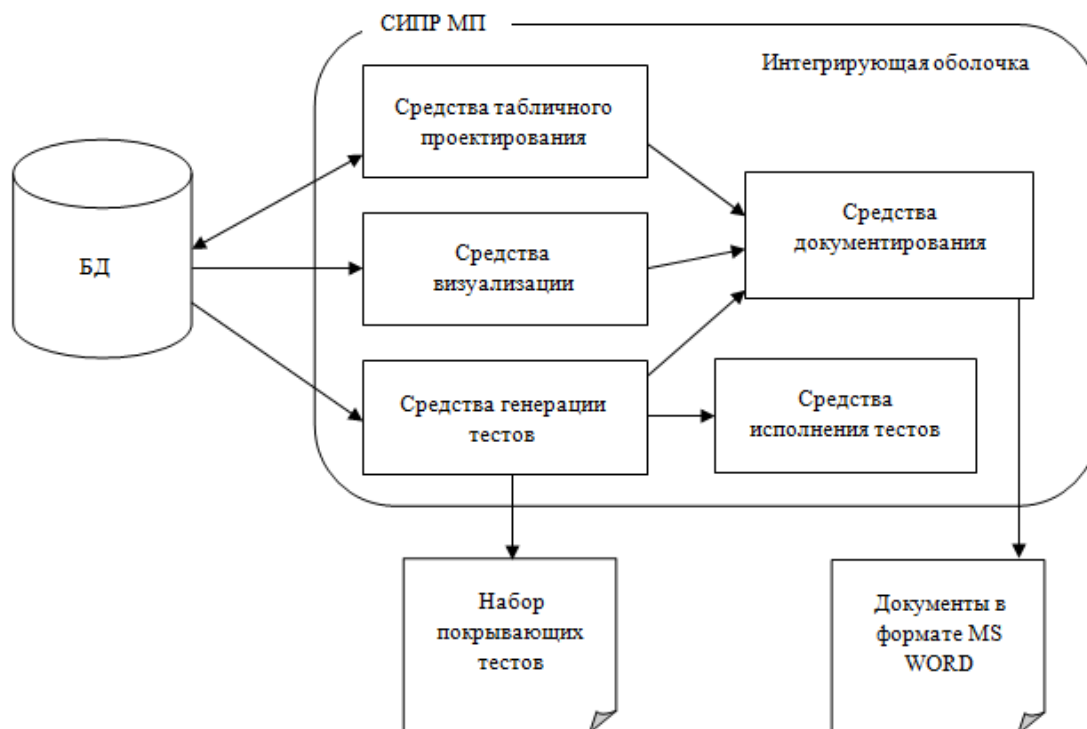 СИПР МП
Интегрирующая оболочка
Средства табличного
проектирования
Средства
документирования
БД
Средства
визуализации
Средства генерации
тестов
Средства
исполнения тестов
Набор
покрывающих
тестов
Документы в
формате MS
WORD